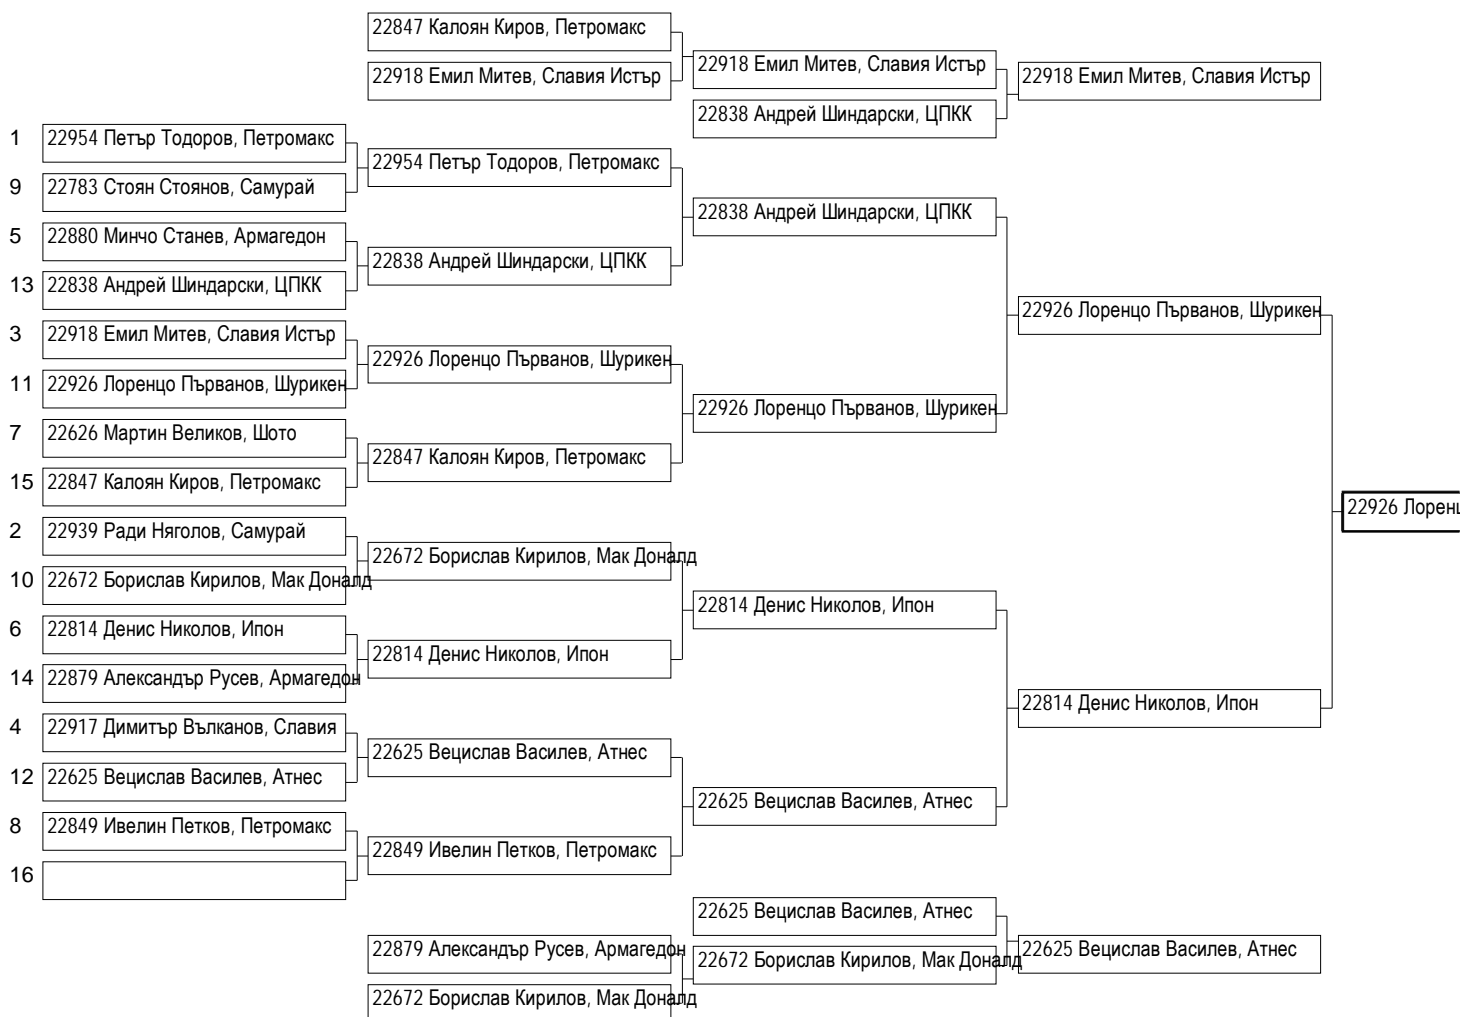 22847 Калоян Киров, Петромакс
22918 Емил Митев, Славия Истър
22918 Емил Митев, Славия Истър
22838 Андрей Шиндарски, ЦПКК
22918 Емил Митев, Славия Истър
1 22954 Петър Тодоров, Петромакс
9 22783 Стоян Стоянов, Самурай
5 22880 Минчо Станев, Армагедон
13 22838 Андрей Шиндарски, ЦПКК
3 22918 Емил Митев, Славия Истър
11 22926 Лоренцо Първанов, Шурикен
7 22626 Мартин Великов, Шото
15 22847 Калоян Киров, Петромакс
2 22939 Ради Няголов, Самурай
10 22672 Борислав Кирилов, Мак Доналд
6 22814 Денис Николов, Ипон
14 22879 Александър Русев, Армагедон
4 22917 Димитър Вълканов, Славия
12 22625 Вецислав Василев, Атнес
8 22849 Ивелин Петков, Петромакс
16
22954 Петър Тодоров, Петромакс
22838 Андрей Шиндарски, ЦПКК
22926 Лоренцо Първанов, Шурикен
22847 Калоян Киров, Петромакс
22672 Борислав Кирилов, Мак Доналд
22814 Денис Николов, Ипон
22625 Вецислав Василев, Атнес
22849 Ивелин Петков, Петромакс
22838 Андрей Шиндарски, ЦПКК
22926 Лоренцо Първанов, Шурикен
22814 Денис Николов, Ипон
22625 Вецислав Василев, Атнес
22926 Лоренцо Първанов, Шурикен
22814 Денис Николов, Ипон
22926
22879 Александър Русев, Армагедон
22672 Борислав Кирилов, Мак Доналд
22625 Вецислав Василев, Атнес
22672 Борислав Кирилов, Мак Доналд
22625 Вецислав Василев, Атнес